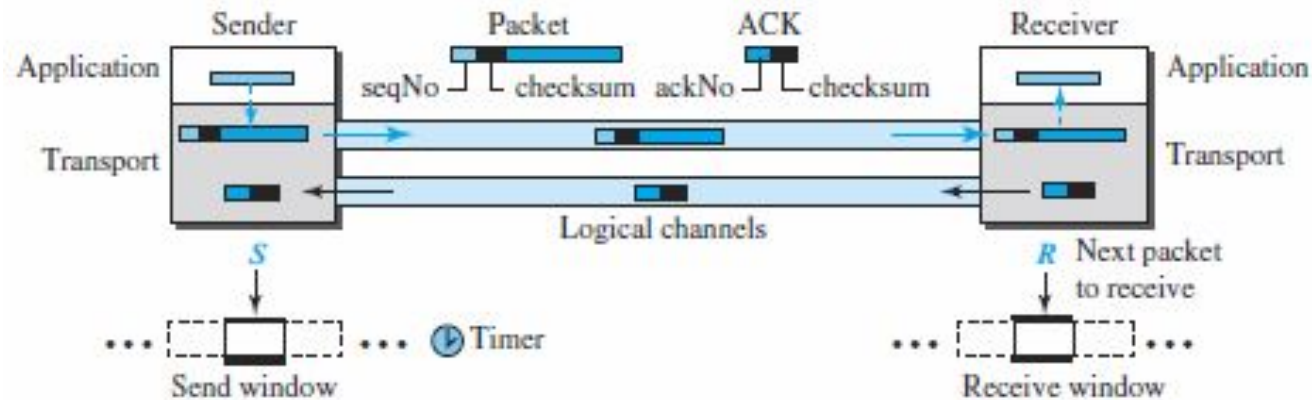 Sender
Packet
ACK
Receiver
Application
Application
seqNo
checksum
ackNo
checksum
Transport
Transport
Logical channels
S
R
Next packet
to receive
... ...
Timer
... ...
Send window
Receive window